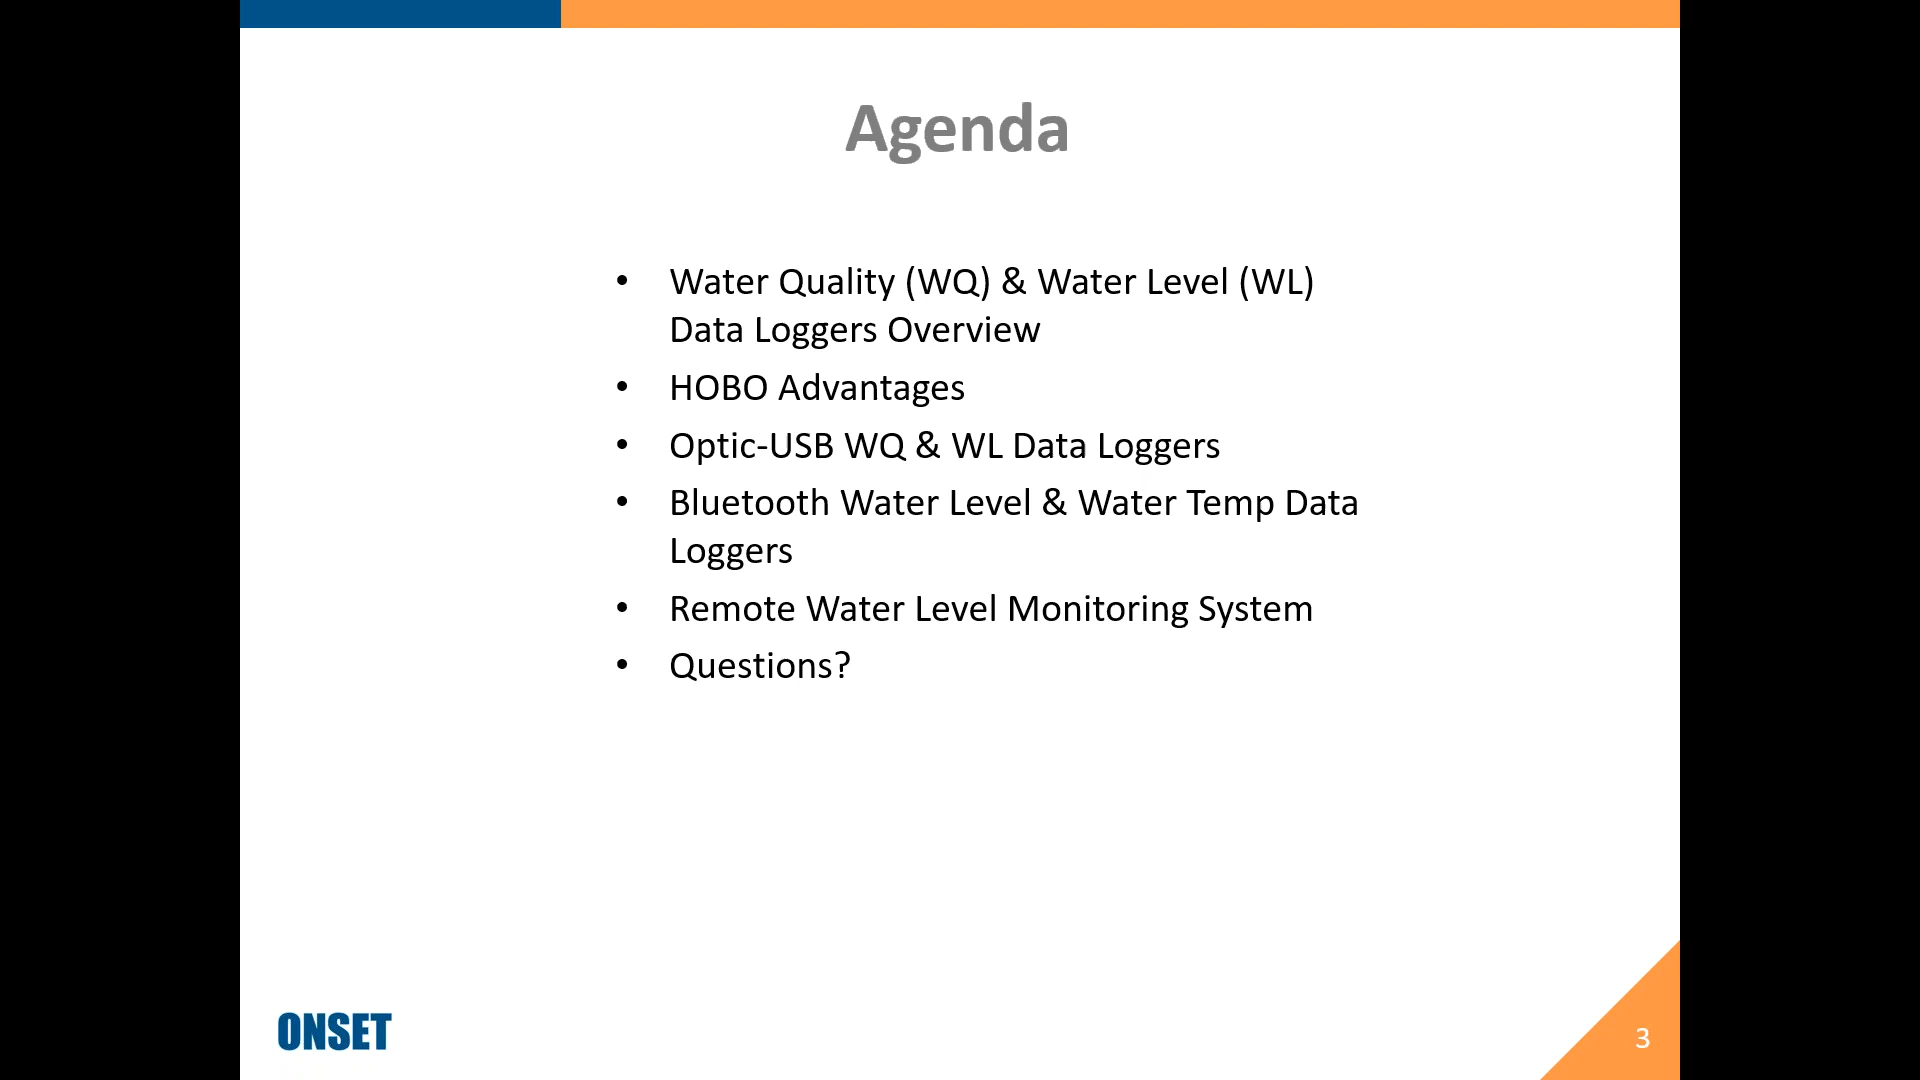 Agenda
• Water Quality (WQ) & Water Level (WL)
Data Loggers Overview
• HOBO Advantages
• Optic-USB WQ & WL Data Loggers
• Bluetooth Water Level & Water Temp Data
Loggers
• Remote Water Level Monitoring System
• Questions?
ONSET
3